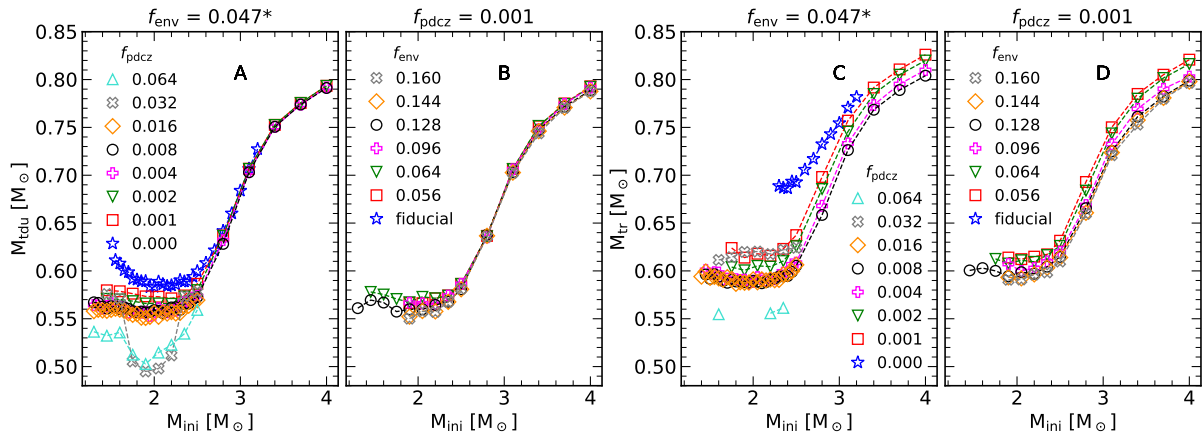 f_env = 0.047*
f_pdcz = 0.001
f_env = 0.047*
f_pdcz = 0.001
M_tdu [M_⊙]
0.85
0.80
0.75
0.70
0.65
0.60
0.55
0.50
A
f_pdcz
0.064
0.032
0.016
0.008
0.004
0.002
0.001
0.000
2
3
4
M_ini [M_⊙]
B
f_env
0.160
0.144
0.128
0.096
0.064
0.056
fiducial
2
3
4
M_ini [M_⊙]
M_tr [M_⊙]
0.85
0.80
0.75
0.70
0.65
0.60
0.55
0.50
C
f_pdcz
0.064
0.032
0.016
0.008
0.004
0.002
0.001
0.000
2
3
4
M_ini [M_⊙]
D
f_env
0.160
0.144
0.128
0.096
0.064
0.056
fiducial
2
3
4
M_ini [M_⊙]